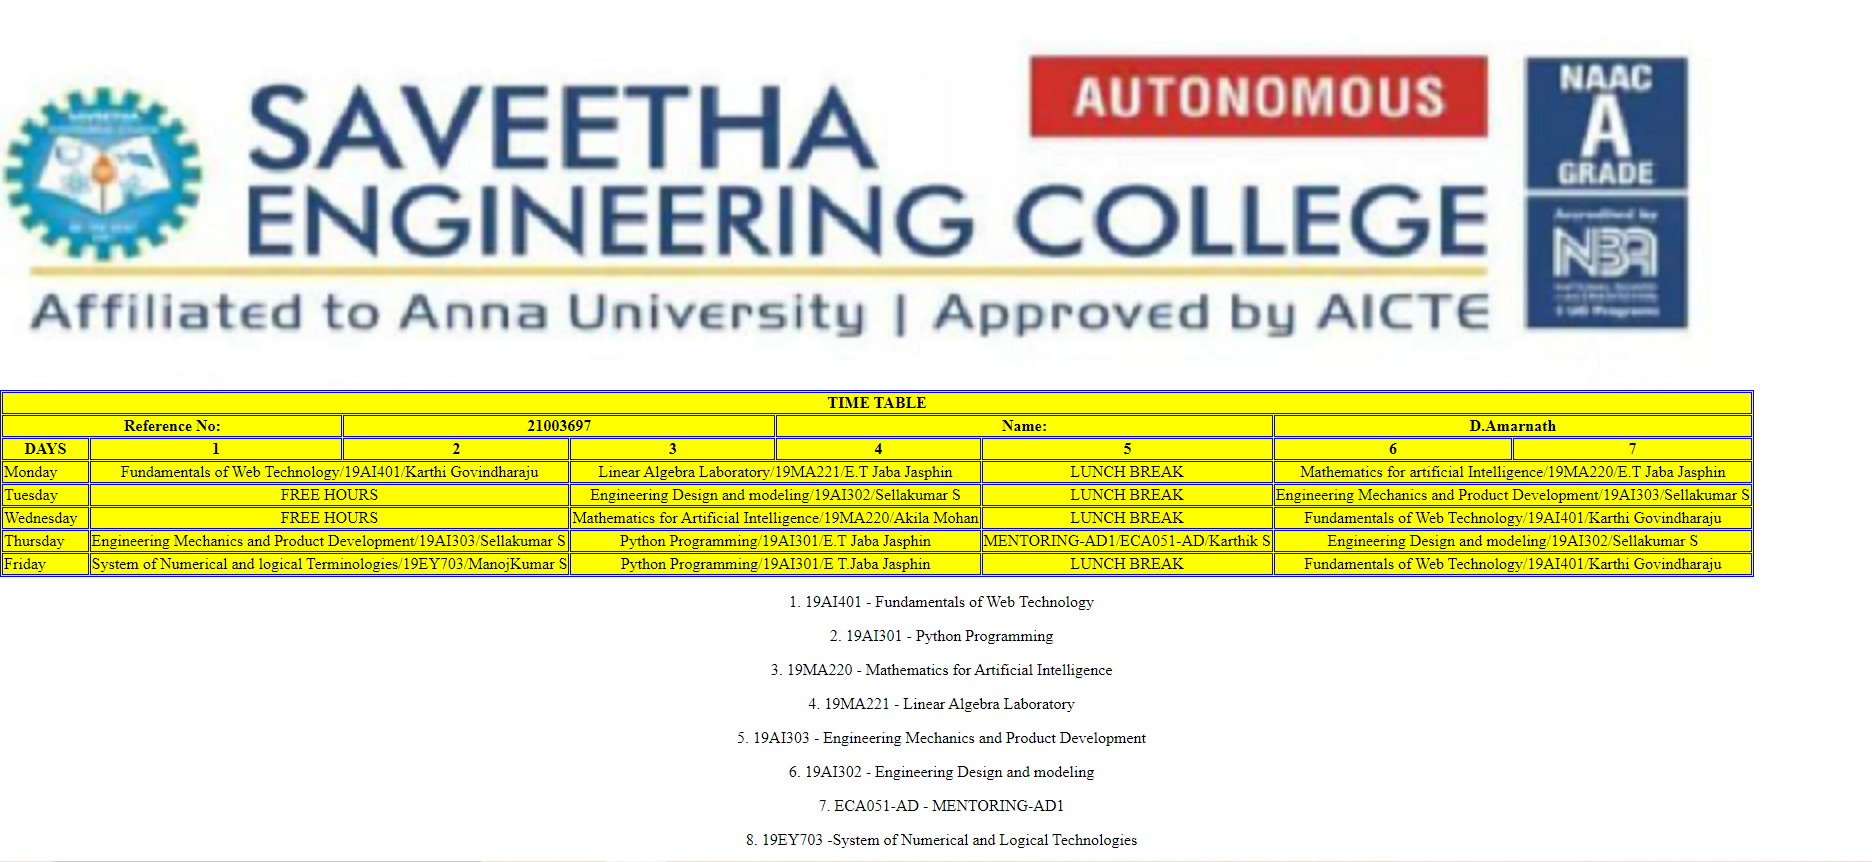 SAVEETHA
AUTONOMOUS
ENGINEERING COLLEGE
Affiliated to Anna University | Approved by AICTE
NAAC
A
GRADE
Accredited by
NBA
SAVEETHA
TIME TABLE
Reference No: 21003697 Name: D.Amarnath
DAYS 1 2 3 4 5 6 7
Monday Fundamentals of Web Technology/19AI401/Karthi Govindharaju Linear Algebra Laboratory/19MA221/E.T Jaba Jasphin LUNCH BREAK Mathematics for artificial Intelligence/19MA220/E.T Jaba Jasphin
Tuesday FREE HOURS Engineering Design and modeling/19AI302/Sellakumar S LUNCH BREAK Engineering Mechanics and Product Development/19AI303/Sellakumar S
Wednesday FREE HOURS Mathematics for Artificial Intelligence/19MA220/Akila Mohan LUNCH BREAK Fundamentals of Web Technology/19AI401/Karthi Govindharaju
Thursday Engineering Mechanics and Product Development/19AI303/Sellakumar S Python Programming/19AI301/E.T Jaba Jasphin MENTORING-AD1/ECA051-AD/Karthik S Engineering Design and modeling/19AI302/Sellakumar S
Friday System of Numerical and logical Terminologies/19EY703/ManojKumar S Python Programming/19AI301/E T.Jaba Jasphin LUNCH BREAK Fundamentals of Web Technology/19AI401/Karthi Govindharaju
1. 19AI401 - Fundamentals of Web Technology
2. 19AI301 - Python Programming
3. 19MA220 - Mathematics for Artificial Intelligence
4. 19MA221 - Linear Algebra Laboratory
5. 19AI303 - Engineering Mechanics and Product Development
6. 19AI302 - Engineering Design and modeling
7. ECA051-AD - MENTORING-AD1
8. 19EY703 -System of Numerical and Logical Technologies